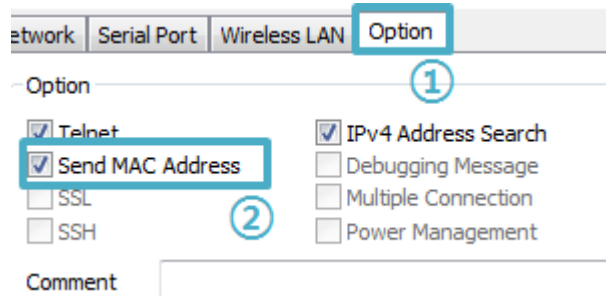 etwork Serial Port Wireless LAN Option
1
Option
Telnet IPv4 Address Search
Send MAC Address Debugging Message
SSL Multiple Connection
2
SSH Power Management
Comment